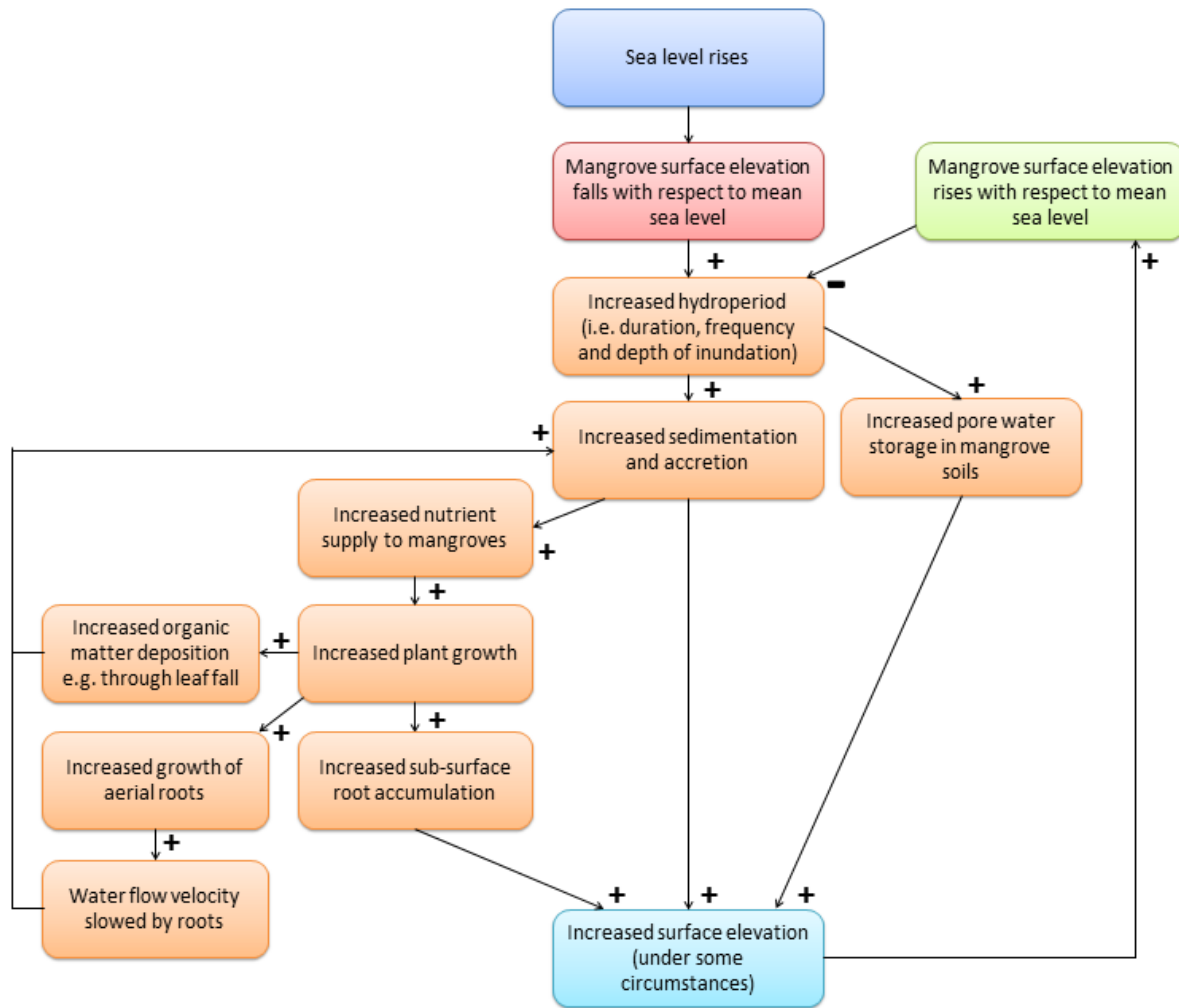 Sea level rises
Mangrove surface elevation
falls with respect to mean
sea level
Mangrove surface elevation
rises with respect to mean
sea level
+
+
-
Increased hydroperiod
(i.e. duration, frequency
and depth of inundation)
+
+
+
Increased sedimentation
and accretion
Increased pore water
storage in mangrove
soils
Increased nutrient
supply to mangroves
+
+
Increased organic
matter deposition
e.g. through leaf fall
+
Increased plant growth
+
+
Increased growth of
aerial roots
Increased sub-surface
root accumulation
+
Water flow velocity
slowed by roots
+
+
+
Increased surface elevation
(under some
circumstances)